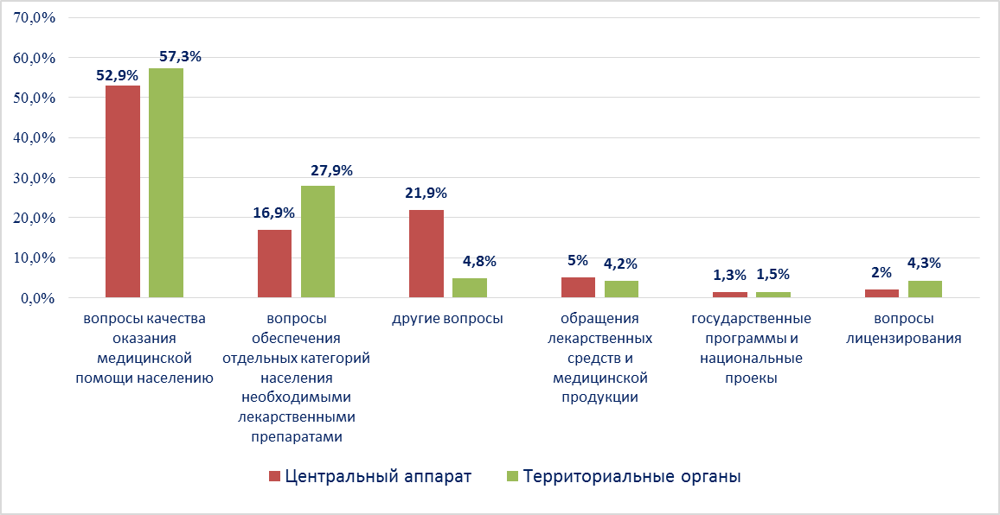 70,0%
60,0%
50,0%
40,0%
30,0%
20,0%
10,0%
0,0%
52,9%
57,3%
16,9%
27,9%
21,9%
4,8%
5%
4,2%
1,3%
1,5%
2%
4,3%
вопросы качества
оказания
медицинской
помощи населению
вопросы
обеспечения
отдельных категорий
населения
необходимыми
лекарственными
препаратами
другие вопросы
обращения
лекарственных
средств и
медицинской
продукции
государственные
программы и
национальные
проекы
вопросы
лицензирования
Центральный аппарат
Территориальные органы